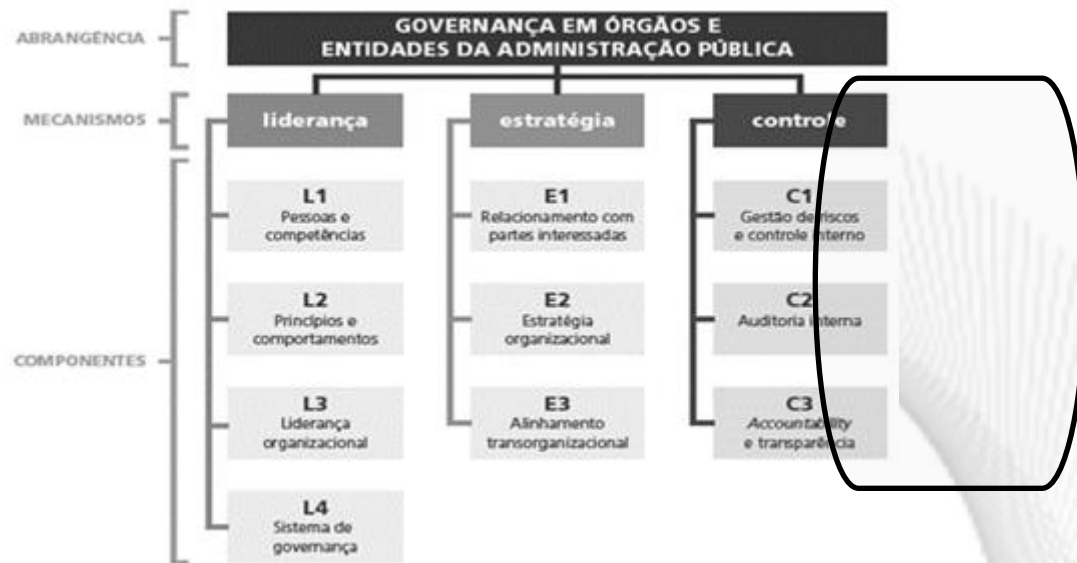 ABRANGÊNCIA
GOVERNANÇA EM ÓRGÃOS E
ENTIDADES DA ADMINISTRAÇÃO PÚBLICA
MECANISMOS
liderança
estratégia
controle
COMPONENTES
L1
Pessoas e
competências
E1
Relacionamento com
partes interessadas
C1
Gestão de riscos
e controle interno
L2
Princípios e
comportamentos
E2
Estratégia
organizacional
C2
Auditoria interna
L3
Liderança
organizacional
E3
Alinhamento
transorganizacional
C3
Accountability
e transparência
L4
Sistema de
governança